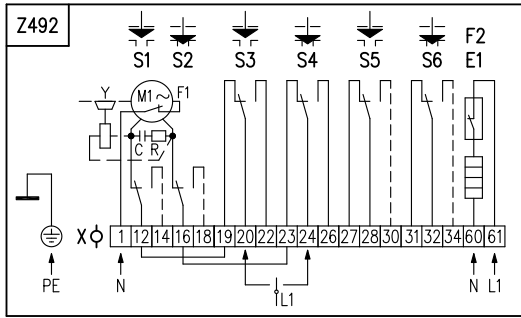 Z492
F2
S1 S2 S3 S4 S5 S6 E1
Y M1 ~ F1
C R
X 1 12 14 16 18 19 20 22 23 24 26 27 28 30 31 32 34 60 61
PE N L1 N L1